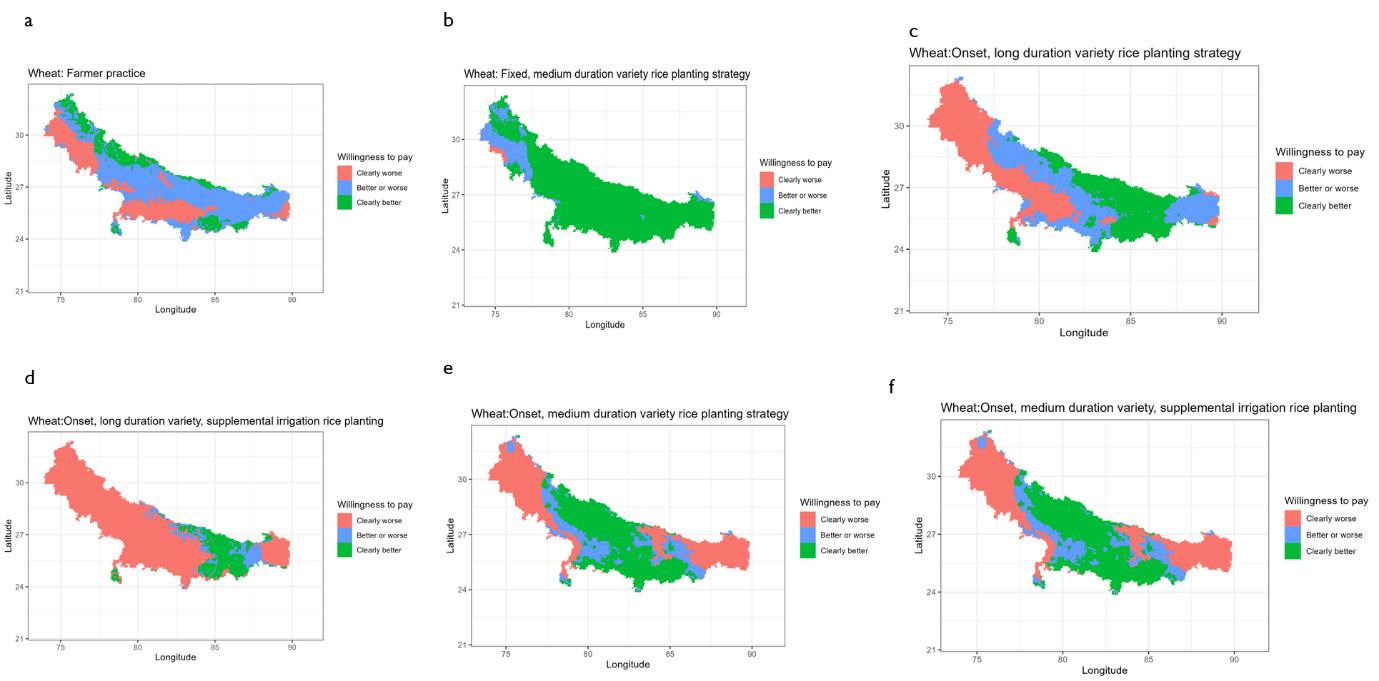 a
Wheat: Farmer practice
30
27
24
21
75
80
85
90
Latitude
Longitude
Willingness to pay
Clearly worse
Better or worse
Clearly better
b
Wheat: Fixed, medium duration variety rice planting strategy
30
27
24
21
75
80
85
90
Latitude
Longitude
Willingness to pay
Clearly worse
Better or worse
Clearly better
c
Wheat:Onset, long duration variety rice planting strategy
30
27
24
21
75
80
85
90
Latitude
Longitude
Willingness to pay
Clearly worse
Better or worse
Clearly better
d
Wheat:Onset, long duration variety, supplemental irrigation rice planting
30
27
24
21
75
80
85
90
Latitude
Longitude
Willingness to pay
Clearly worse
Better or worse
Clearly better
e
Wheat:Onset, medium duration variety rice planting strategy
30
27
24
21
75
80
85
90
Latitude
Longitude
Willingness to pay
Clearly worse
Better or worse
Clearly better
f
Wheat:Onset, medium duration variety, supplemental irrigation rice planting
30
27
24
21
75
80
85
90
Latitude
Longitude
Willingness to pay
Clearly worse
Better or worse
Clearly better